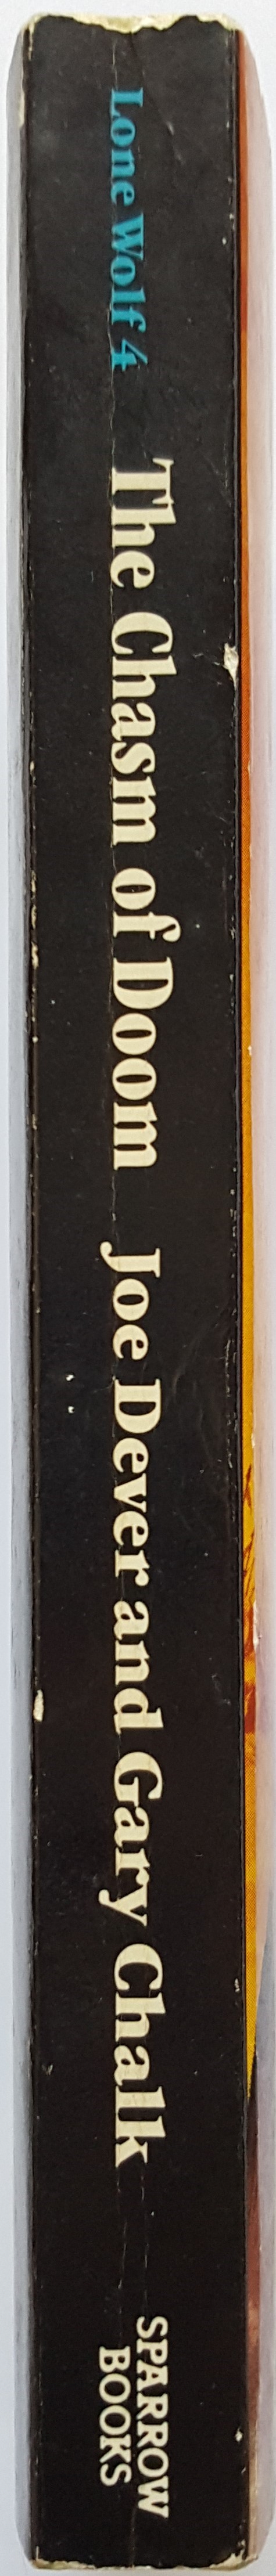 Lone Wolf 4
The Chasm of Doom
Joe Dever and Gary Chalk
SPARROW
BOOKS